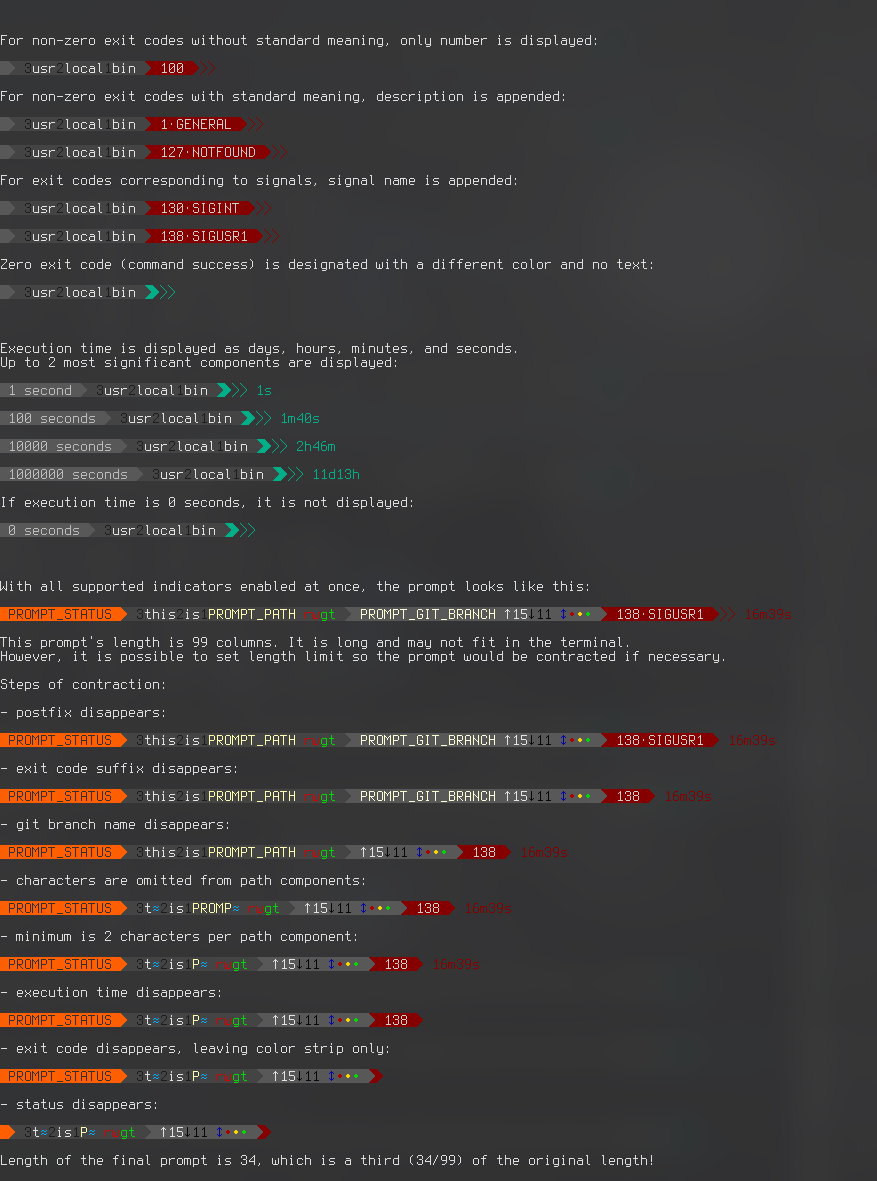 For non-zero exit codes without standard meaning, only number is displayed:
3usr2local1bin 100
For non-zero exit codes with standard meaning, description is appended:
3usr2local1bin 1·GENERAL
3usr2local1bin 127·NOTFOUND
For exit codes corresponding to signals, signal name is appended:
3usr2local1bin 130·SIGINT
3usr2local1bin 138·SIGUSR1
Zero exit code (command success) is designated with a different color and no text:
3usr2local1bin
Execution time is displayed as days, hours, minutes, and seconds.
Up to 2 most significant components are displayed:
1 second 3usr2local1bin 1s
100 seconds 3usr2local1bin 1m40s
10000 seconds 3usr2local1bin 2h46m
1000000 seconds 3usr2local1bin 11d13h
If execution time is 0 seconds, it is not displayed:
0 seconds 3usr2local1bin
With all supported indicators enabled at once, the prompt looks like this:
PROMPT_STATUS 3this2is1PROMPT_PATH ⌥gt PROMPT_GIT_BRANCH ↑15↓11 ↕••• 138·SIGUSR1 16m39s
This prompt's length is 99 columns. It is long and may not fit in the terminal.
However, it is possible to set length limit so the prompt would be contracted if necessary.
Steps of contraction:
- postfix disappears:
PROMPT_STATUS 3this2is1PROMPT_PATH ⌥gt PROMPT_GIT_BRANCH ↑15↓11 ↕••• 138·SIGUSR1 16m39s
- exit code suffix disappears:
PROMPT_STATUS 3this2is1PROMPT_PATH ⌥gt PROMPT_GIT_BRANCH ↑15↓11 ↕••• 138 16m39s
- git branch name disappears:
PROMPT_STATUS 3this2is1PROMPT_PATH ⌥gt ↑15↓11 ↕••• 138 16m39s
- characters are omitted from path components:
PROMPT_STATUS 3t≈2is1PROMP≈ ⌥gt ↑15↓11 ↕••• 138 16m39s
- minimum is 2 characters per path component:
PROMPT_STATUS 3t≈2is1P≈ ⌥gt ↑15↓11 ↕••• 138 16m39s
- execution time disappears:
PROMPT_STATUS 3t≈2is1P≈ ⌥gt ↑15↓11 ↕••• 138
- exit code disappears, leaving color strip only:
PROMPT_STATUS 3t≈2is1P≈ ⌥gt ↑15↓11 ↕•••
- status disappears:
3t≈2is1P≈ ⌥gt ↑15↓11 ↕•••
Length of the final prompt is 34, which is a third (34/99) of the original length!